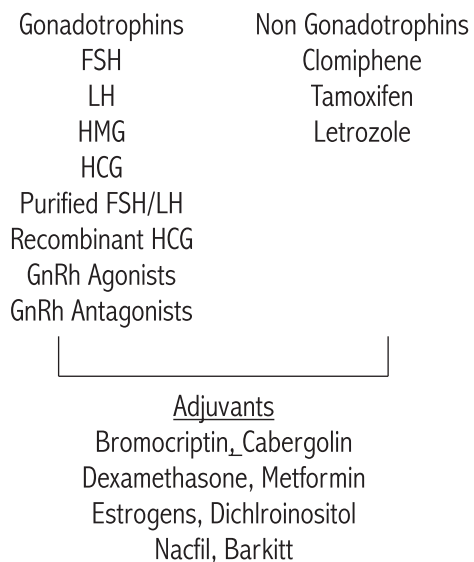 Gonadotrophins
FSH
LH
HMG
HCG
Purified FSH/LH
Recombinant HCG
GnRh Agonists
GnRh Antagonists
Non Gonadotrophins
Clomiphene
Tamoxifen
Letrozole
Adjuvants
Bromocriptin, Cabergolin
Dexamethasone, Metformin
Estrogens, Dichlroinositol
Nacfil, Barkitt